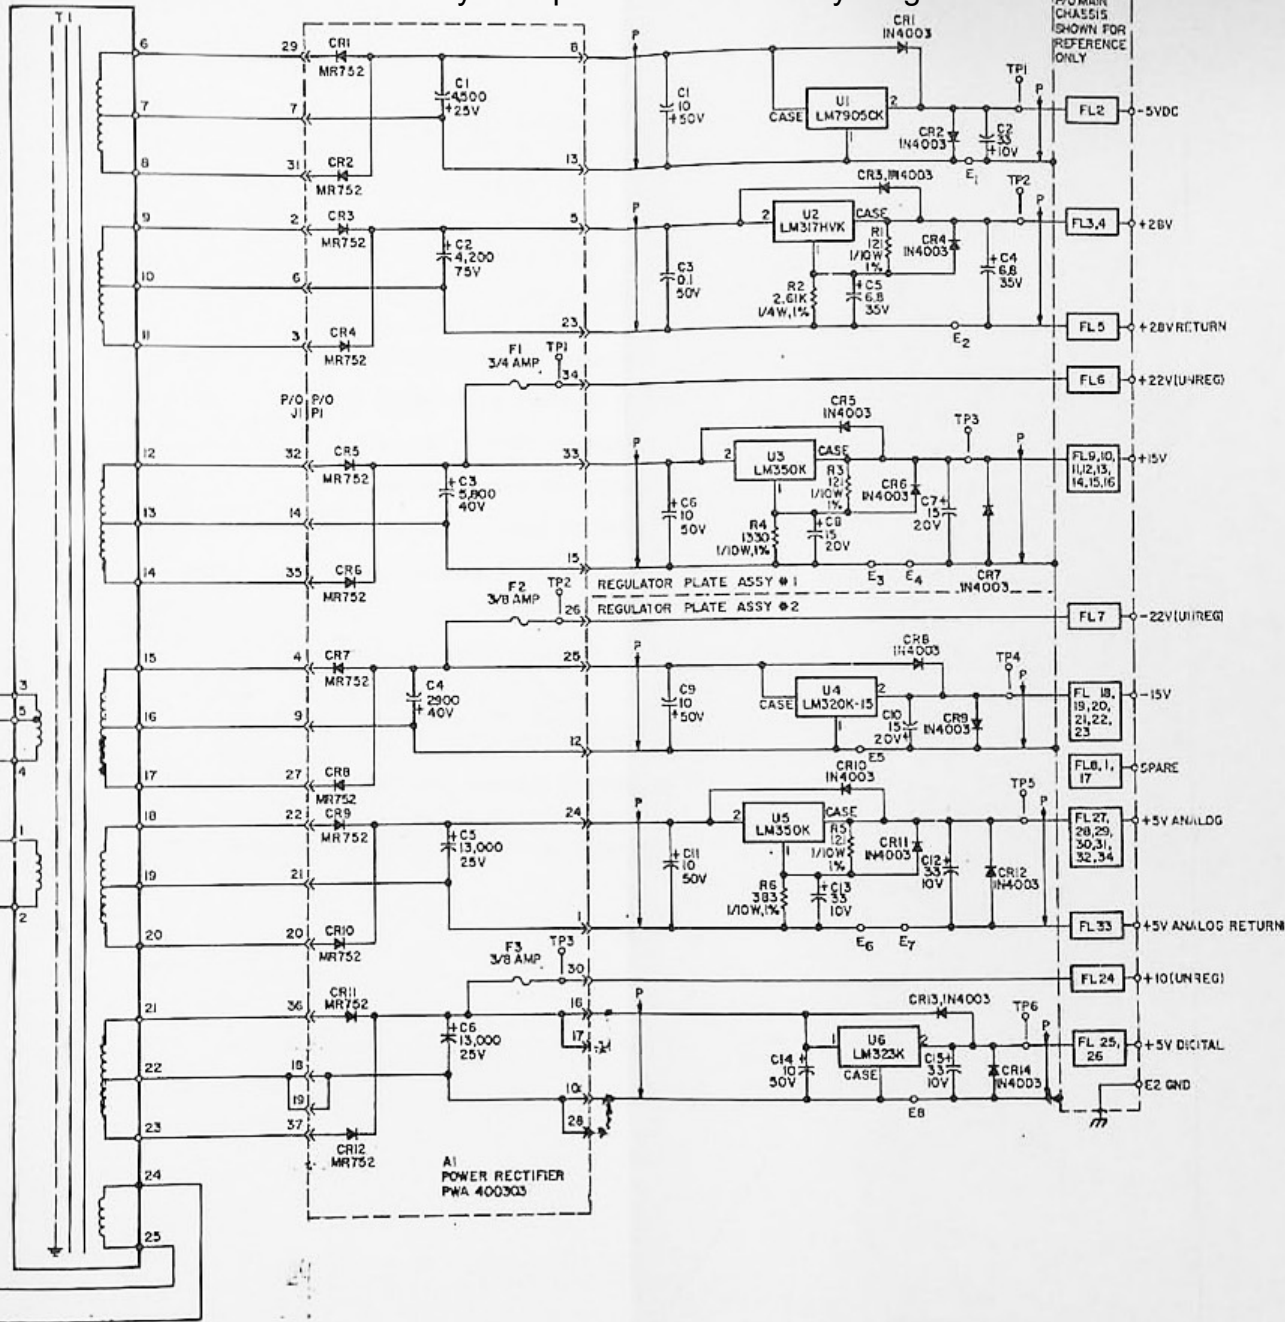 P/O MAIN
CHASSIS
SHOWN FOR
REFERENCE
ONLY
T1
6
29
CR1
MR752
8
P
CR1
1N4003
TP1
P
C1
4,500
+25V
C1
10
+50V
U1
LM7905CK
CASE
2
1
CR2
1N4003
C2
33
+10V
FL2
-5VDC
7
7
8
31
CR2
MR752
13
E1
9
2
CR3
MR752
5
P
CR3,1N4003
TP2
P
2
U2
LM317HVK
CASE
1
R1
121
1/10W
1%
CR4
1N4003
FL3,4
+28V
10
6
+C2
4,200
75V
C3
0.1
50V
R2
2.61K
1/4W,1%
+C5
6.8
35V
+C4
6.8
35V
11
3
CR4
MR752
23
E2
FL5
+28V RETURN
F1
3/4 AMP
TP1
34
FL6
+22V(UNREG)
P/O P/O
J1 P1
CR5
1N4003
12
32
CR5
MR752
33
P
2
U3
LM350K
CASE
1
TP3
P
FL9,10,
11,12,13,
14,15,16
+15V
13
14
+C3
5,800
40V
+C6
10
50V
R3
121
1/10W
1%
CR6
1N4003
C7+
15
20V
R4
1330
1/10W,1%
+C8
15
20V
14
35
CR6
MR752
15
E3
E4
CR7
1N4003
REGULATOR PLATE ASSY #1
REGULATOR PLATE ASSY #2
F2
3/8 AMP
TP2
26
FL7
-22V(UNREG)
15
4
CR7
MR752
25
P
CR8
1N4003
TP4
P
C4
2900
+40V
C9
10
+50V
CASE
U4
LM320K-15
2
1
C10
15
20V+
CR9
1N4003
FL 18,
19,20,
21,22,
23
-15V
16
9
12
E5
3
5
4
17
27
CR8
MR752
FL8,1,
17
SPARE
CR10
1N4003
18
22
CR9
MR752
24
P
2
U5
LM350K
CASE
1
TP5
P
FL27,
28,29,
30,31,
32,34
+5V ANALOG
1
2
19
21
+C5
13,000
25V
+C11
10
50V
R5
121
1/10W
1%
CR11
1N4003
C12+
33
10V
CR12
1N4003
R6
383
1/10W,1%
+C13
33
10V
20
20
CR10
MR752
1
E6
E7
FL33
+5V ANALOG RETURN
F3
3/8 AMP
TP3
30
FL24
+10(UNREG)
21
36
CR11
MR752
16
17
P
CR13,1N4003
TP6
P
+C6
13,000
25V
C14+
10
50V
1
U6
LM323K
2
CASE
C15+
33
10V
CR14
1N4003
FL 25,
26
+5V DIGITAL
22
18
19
10
28
E8
E2 GND
23
37
CR12
MR752
A1
POWER RECTIFIER
PWA 400303
24
25